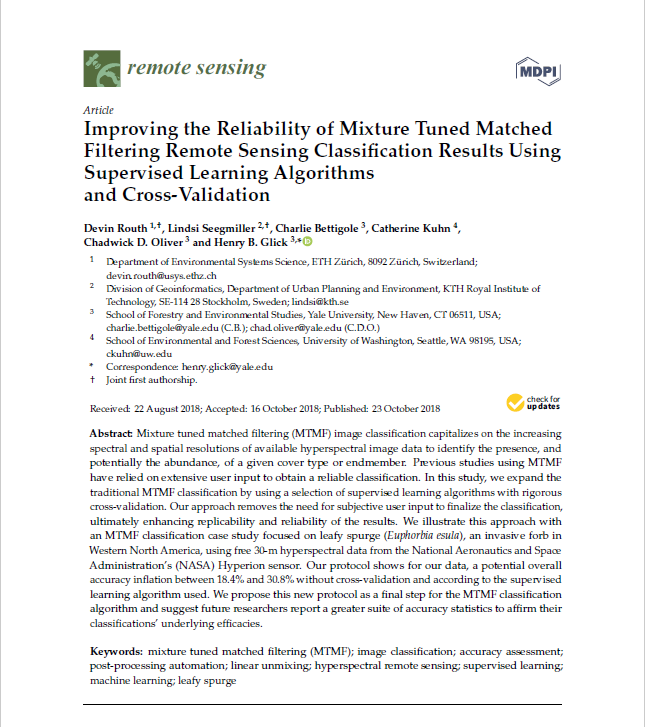 remote sensing
MDPI
Article
Improving the Reliability of Mixture Tuned Matched
Filtering Remote Sensing Classification Results Using
Supervised Learning Algorithms
and Cross-Validation
Devin Routh 1,†, Lindsi Seegmiller 2,†, Charlie Bettigole 3, Catherine Kuhn 4,
Chadwick D. Oliver 3 and Henry B. Glick 3,*
1 Department of Environmental Systems Science, ETH Zürich, 8092 Zürich, Switzerland;
devin.routh@usys.ethz.ch
2 Division of Geoinformatics, Department of Urban Planning and Environment, KTH Royal Institute of
Technology, SE-114 28 Stockholm, Sweden; lindsi@kth.se
3 School of Forestry and Environmental Studies, Yale University, New Haven, CT 06511, USA;
charlie.bettigole@yale.edu (C.B.); chad.oliver@yale.edu (C.D.O.)
4 School of Environmental and Forest Sciences, University of Washington, Seattle, WA 98195, USA;
ckuhn@uw.edu
* Correspondence: henry.glick@yale.edu
† Joint first authorship.
check for
updates
Received: 22 August 2018; Accepted: 16 October 2018; Published: 23 October 2018
Abstract: Mixture tuned matched filtering (MTMF) image classification capitalizes on the increasing
spectral and spatial resolutions of available hyperspectral image data to identify the presence, and
potentially the abundance, of a given cover type or endmember. Previous studies using MTMF
have relied on extensive user input to obtain a reliable classification. In this study, we expand the
traditional MTMF classification by using a selection of supervised learning algorithms with rigorous
cross-validation. Our approach removes the need for subjective user input to finalize the classification,
ultimately enhancing replicability and reliability of the results. We illustrate this approach with
an MTMF classification case study focused on leafy spurge (Euphorbia esula), an invasive forb in
Western North America, using free 30-m hyperspectral data from the National Aeronautics and Space
Administration's (NASA) Hyperion sensor. Our protocol shows for our data, a potential overall
accuracy inflation between 18.4% and 30.8% without cross-validation and according to the supervised
learning algorithm used. We propose this new protocol as a final step for the MTMF classification
algorithm and suggest future researchers report a greater suite of accuracy statistics to affirm their
classifications' underlying efficacies.
Keywords: mixture tuned matched filtering (MTMF); image classification; accuracy assessment;
post-processing automation; linear unmixing; hyperspectral remote sensing; supervised learning;
machine learning; leafy spurge